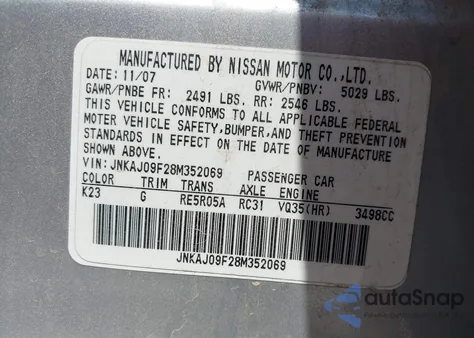 MANUFACTURED BY NISSAN MOTOR CO.,LTD.
DATE: 11/07 GVWR/PNBV: 5029 LBS.
GAWR/PNBE FR: 2491 LBS. RR: 2546 LBS.
THIS VEHICLE CONFORMS TO ALL APPLICABLE FEDERAL
MOTER VEHICLE SAFETY,BUMPER,AND THEFT PREVENTION
STANDARDS IN EFFECT ON THE DATE OF MANUFACTURE
SHOWN ABOVE.
VIN: JNKAJ09F28M352069 PASSENGER CAR
COLOR TRIM TRANS AXLE ENGINE
K23 G RE5R05A RC31 VQ35(HR) 3498CC
JNKAJ09F28M352069
autoSnap